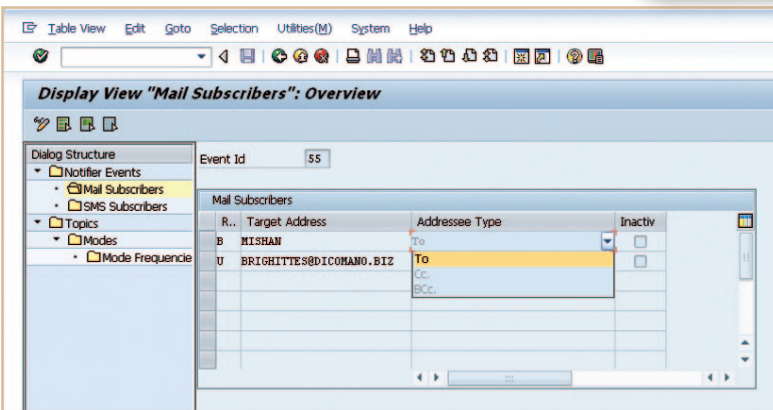 Table View Edit Goto Selection Utilities(M) System Help
Display View "Mail Subscribers": Overview
Dialog Structure
Notifier Events
Mail Subscribers
SMS Subscribers
Topics
Modes
Mode Frequencie
Event Id 55
Mail Subscribers
R.. Target Address Addressee Type Inactiv
B MISHAN To
U BRIGHITTES@DICOMANO.BIZ
To
Cc.
BCc.